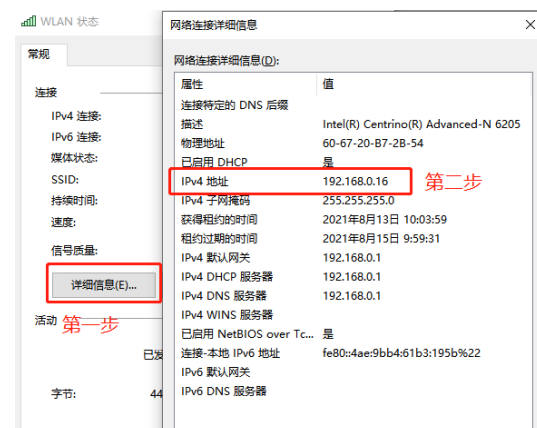 WLAN 状态
常规
连接
IPv4 连接:
IPv6 连接:
媒体状态:
SSID:
持续时间:
速度:
信号质量:
详细信息(E)...
第一步
活动
已发
字节:
44
网络连接详细信息
网络连接详细信息(D):
属性 值
连接特定的 DNS 后缀
描述 Intel(R) Centrino(R) Advanced-N 6205
物理地址 60-67-20-B7-2B-54
已启用 DHCP 是
IPv4 地址 192.168.0.16
第二步
IPv4 子网掩码 255.255.255.0
获得租约的时间 2021年8月13日 10:03:59
租约过期的时间 2021年8月15日 9:59:31
IPv4 默认网关 192.168.0.1
IPv4 DHCP 服务器 192.168.0.1
IPv4 DNS 服务器 192.168.0.1
IPv4 WINS 服务器
已启用 NetBIOS over Tc... 是
连接-本地 IPv6 地址 fe80::4ae:9bb4:61b3:195b%22
IPv6 默认网关
IPv6 DNS 服务器